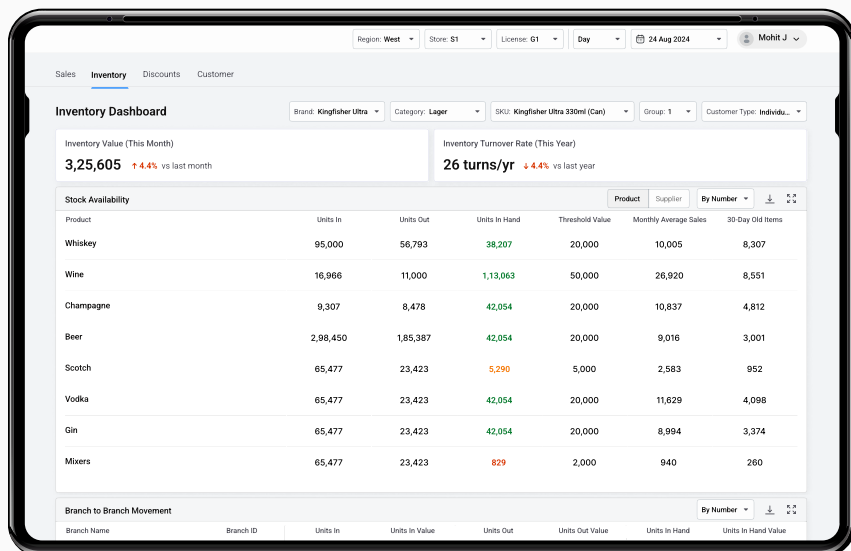 Region: West Store: S1 License: G1 Day 24 Aug 2024 Mohit J
Sales Inventory Discounts Customer
Inventory Dashboard Brand: Kingfisher Ultra Category: Lager SKU: Kingfisher Ultra 330ml (Can) Group: 1 Customer Type: Individu...
Inventory Value (This Month) Inventory Turnover Rate (This Year)
3,25,605 ↑ 4.4% vs last month 26 turns/yr ↓ 4.4% vs last year
Stock Availability Product Supplier By Number
Product Units In Units Out Units In Hand Threshold Value Monthly Average Sales 30-Day Old Items
Whiskey 95,000 56,793 38,207 20,000 10,005 8,307
Wine 16,966 11,000 1,13,063 50,000 26,920 8,551
Champagne 9,307 8,478 42,054 20,000 10,837 4,812
Beer 2,98,450 1,85,387 42,054 20,000 9,016 3,001
Scotch 65,477 23,423 5,290 5,000 2,583 952
Vodka 65,477 23,423 42,054 20,000 11,629 4,098
Gin 65,477 23,423 42,054 20,000 8,994 3,374
Mixers 65,477 23,423 829 2,000 940 260
Branch to Branch Movement By Number
Branch Name Branch ID Units In Units In Value Units Out Units Out Value Units In Hand Units In Hand Value